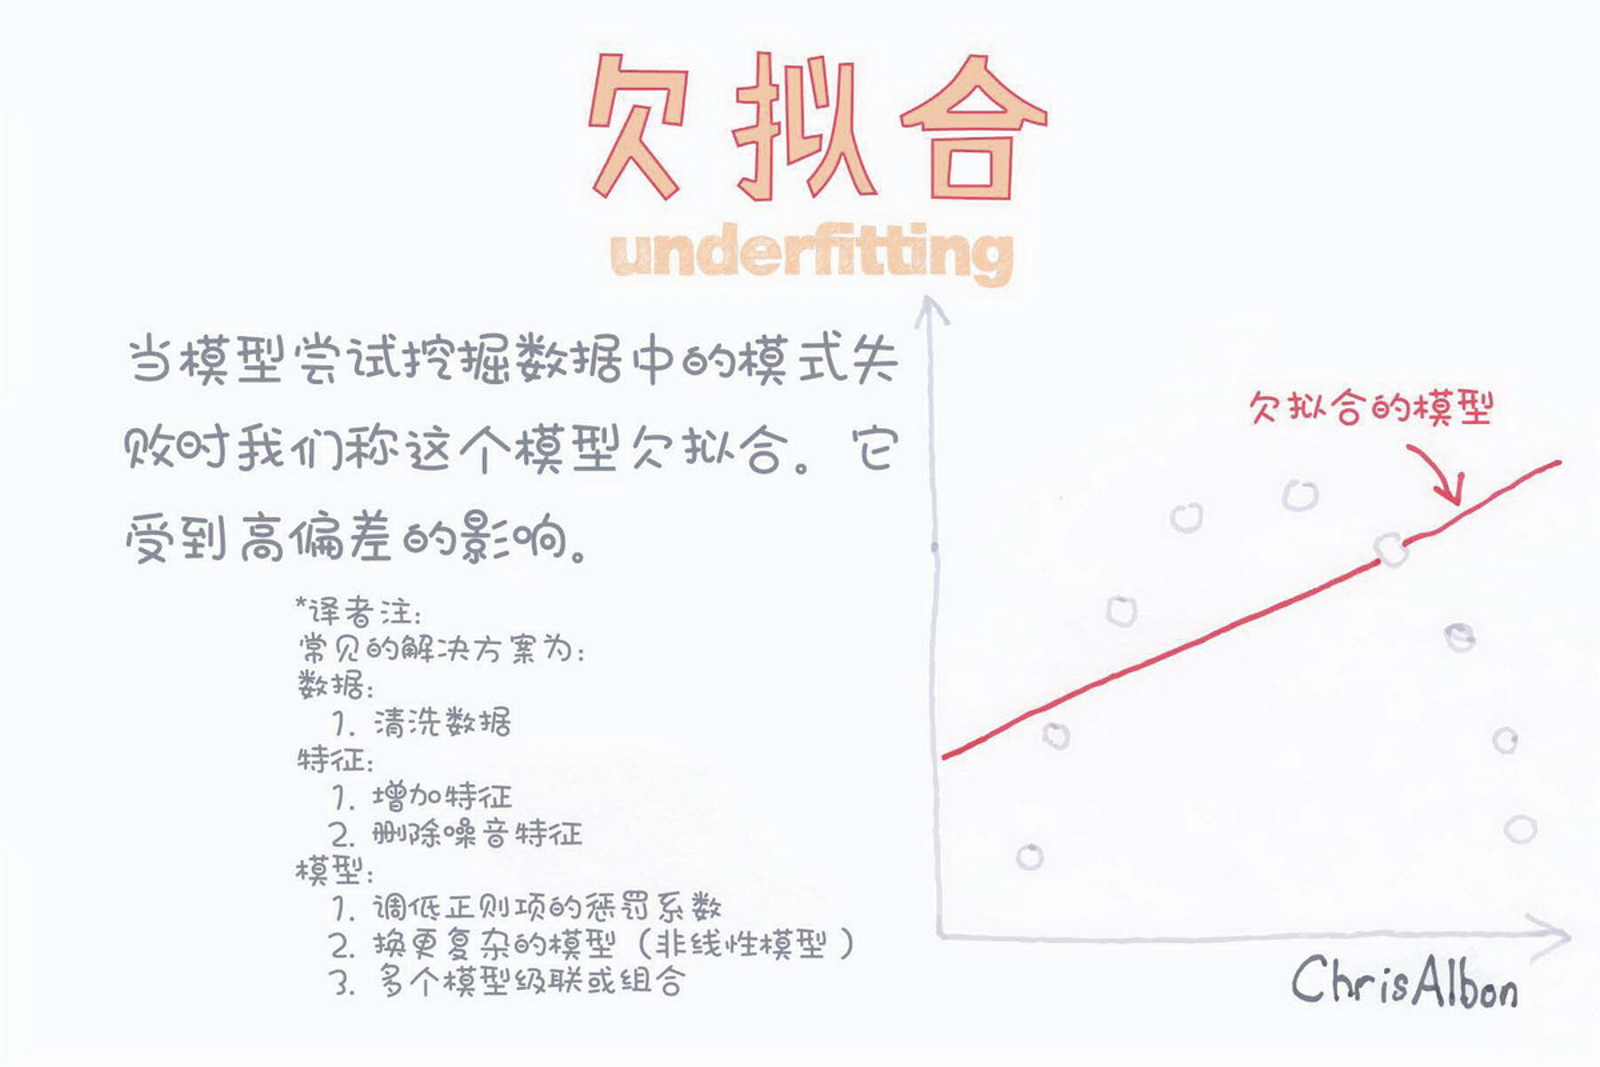 欠拟合
underfitting
当模型尝试挖掘数据中的模式失
败时我们称这个模型欠拟合。它
受到高偏差的影响。
*译者注:
常见的解决方案为:
数据:
1. 清洗数据
特征:
1. 增加特征
2. 删除噪音特征
模型:
1. 调低正则项的惩罚系数
2. 换更复杂的模型（非线性模型）
3. 多个模型级联或组合
欠拟合的模型
ChrisAlbon